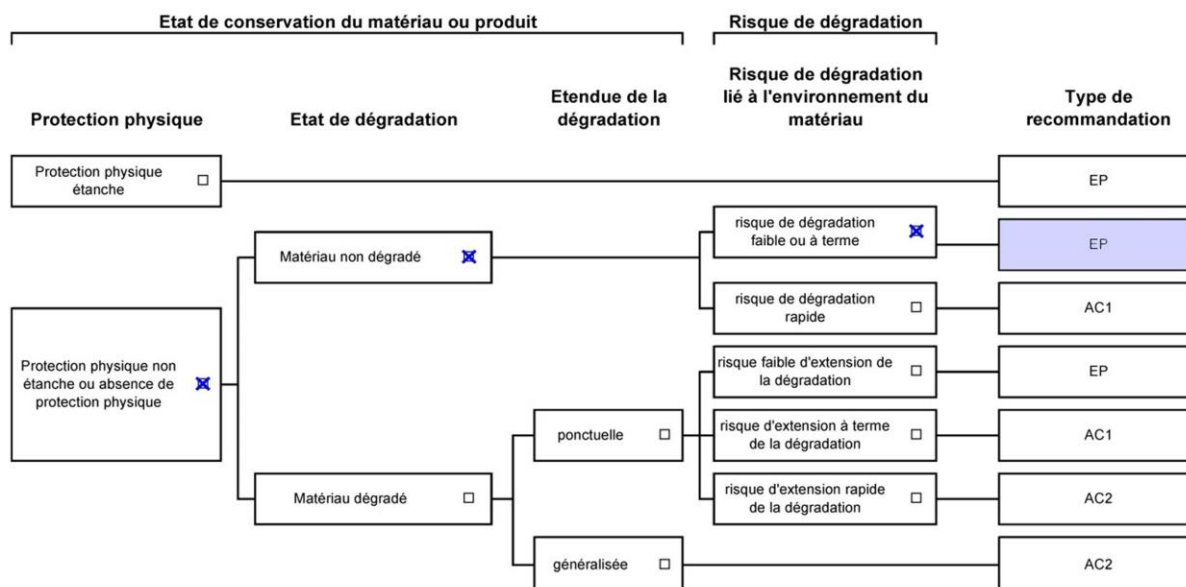 Etat de conservation du matériau ou produit
Risque de dégradation
Protection physique
Etat de dégradation
Etendue de la
dégradation
Risque de dégradation
lié à l'environnement du
matériau
Type de
recommandation
Protection physique
étanche
EP
risque de dégradation
faible ou à terme
EP
Matériau non dégradé
risque de dégradation
rapide
AC1
Protection physique non
étanche ou absence de
protection physique
risque faible d'extension de
la dégradation
EP
ponctuelle
risque d'extension à terme
de la dégradation
AC1
Matériau dégradé
risque d'extension rapide
de la dégradation
AC2
généralisée
AC2